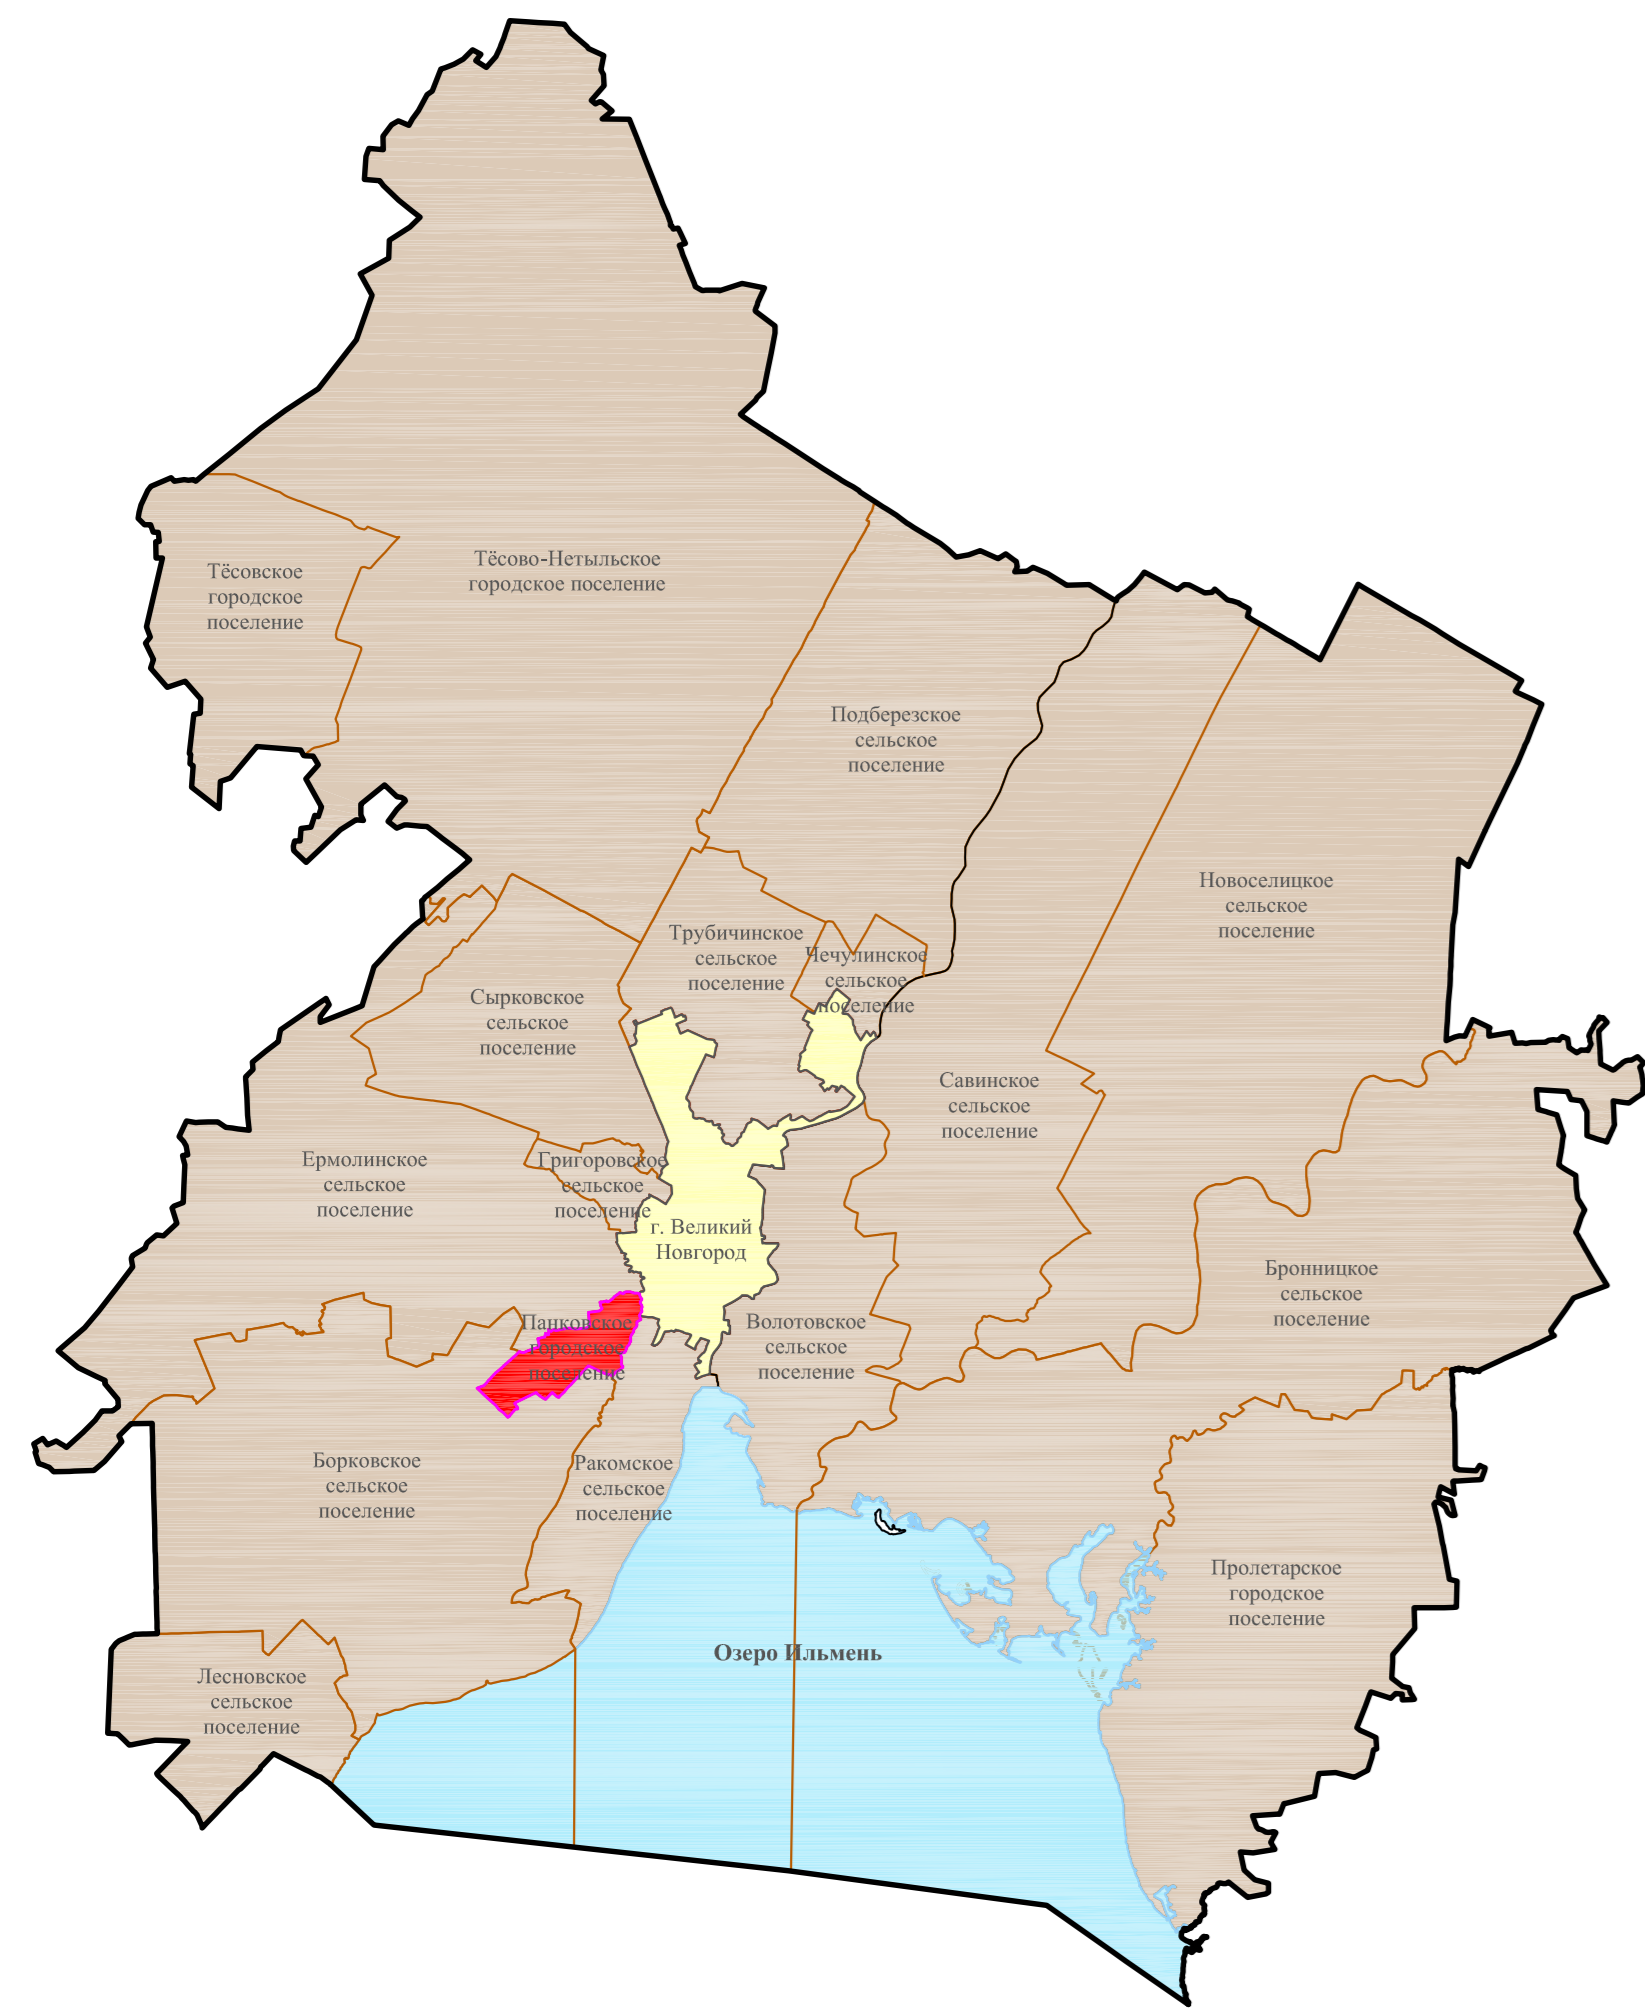 Тёсово-Нетыльское
городское поселение
Тёсовское
городское
поселение
Подберезское
сельское
поселение
Новоселицкое
сельское
поселение
Трубичинское
сельское
поселение
Чечулинское
сельское
поселение
Сырковское
сельское
поселение
Савинское
сельское
поселение
Ермолинское
сельское
поселение
Григоровское
сельское
поселение
г. Великий
Новгород
Бронницкое
сельское
поселение
Панковское
городское
поселение
Волотовское
сельское
поселение
Борковское
сельское
поселение
Ракомское
сельское
поселение
Пролетарское
городское
поселение
Озеро Ильмень
Лесновское
сельское
поселение